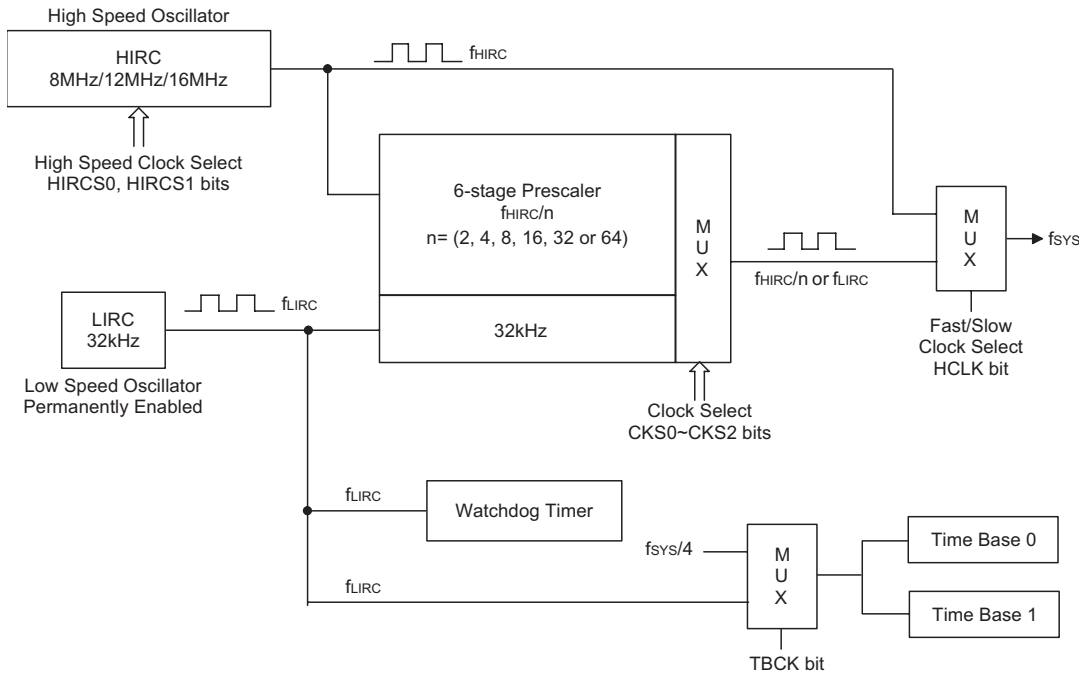 High Speed Oscillator
HIRC
8MHz/12MHz/16MHz
High Speed Clock Select
HIRCS0, HIRCS1 bits
fHIRC
6-stage Prescaler
fHIRC/n
n= (2, 4, 8, 16, 32 or 64)
32kHz
M
U
X
Clock Select
CKS0~CKS2 bits
fHIRC/n or fLIRC
M
U
X
fSYS
Fast/Slow
Clock Select
HCLK bit
LIRC
32kHz
Low Speed Oscillator
Permanently Enabled
fLIRC
fLIRC
Watchdog Timer
fLIRC
fSYS/4
M
U
X
TBCK bit
Time Base 0
Time Base 1